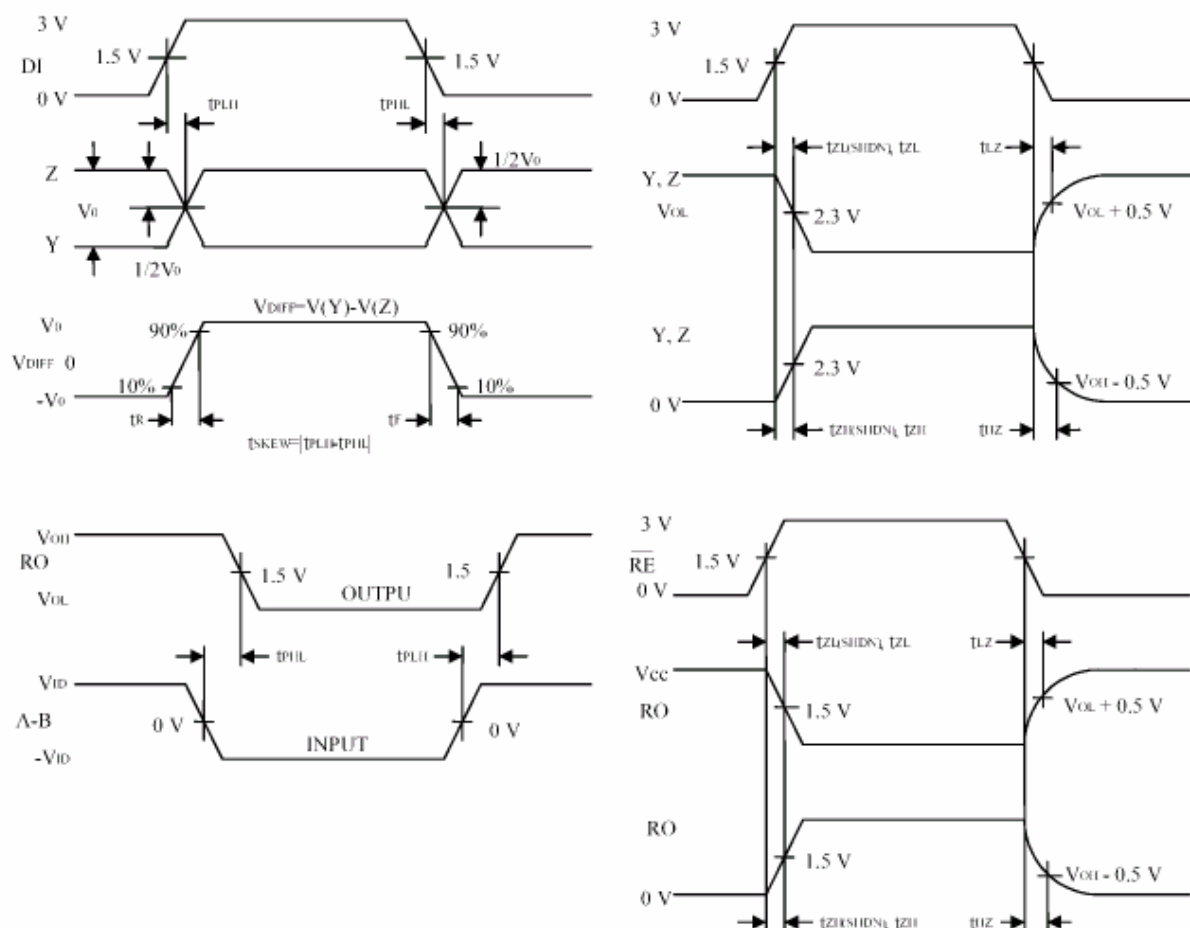 3 V
DI
1.5 V
1.5 V
0 V
tPLH
tPHL
Z
1/2V0
V0
Y
1/2V0
VDIFF=V(Y)-V(Z)
V0
90%
90%
VDIFF 0
10%
10%
-V0
tR
tF
tSKEW=|tPLH-tPHL|
3 V
1.5 V
0 V
tZL(SHDN), tZL
tLZ
Y, Z
VOL
2.3 V
VOL + 0.5 V
Y, Z
2.3 V
VOH - 0.5 V
0 V
tZH(SHDN), tZH
tHZ
VOH
RO
1.5 V
1.5
VOL
OUTPU
tPHL
tPLH
VID
A-B
0 V
0 V
INPUT
-VID
3 V
RE
1.5 V
0 V
tZL(SHDN), tZL
tLZ
VCC
RO
1.5 V
VOL + 0.5 V
RO
1.5 V
VOH - 0.5 V
0 V
tZH(SHDN), tZH
tHZ